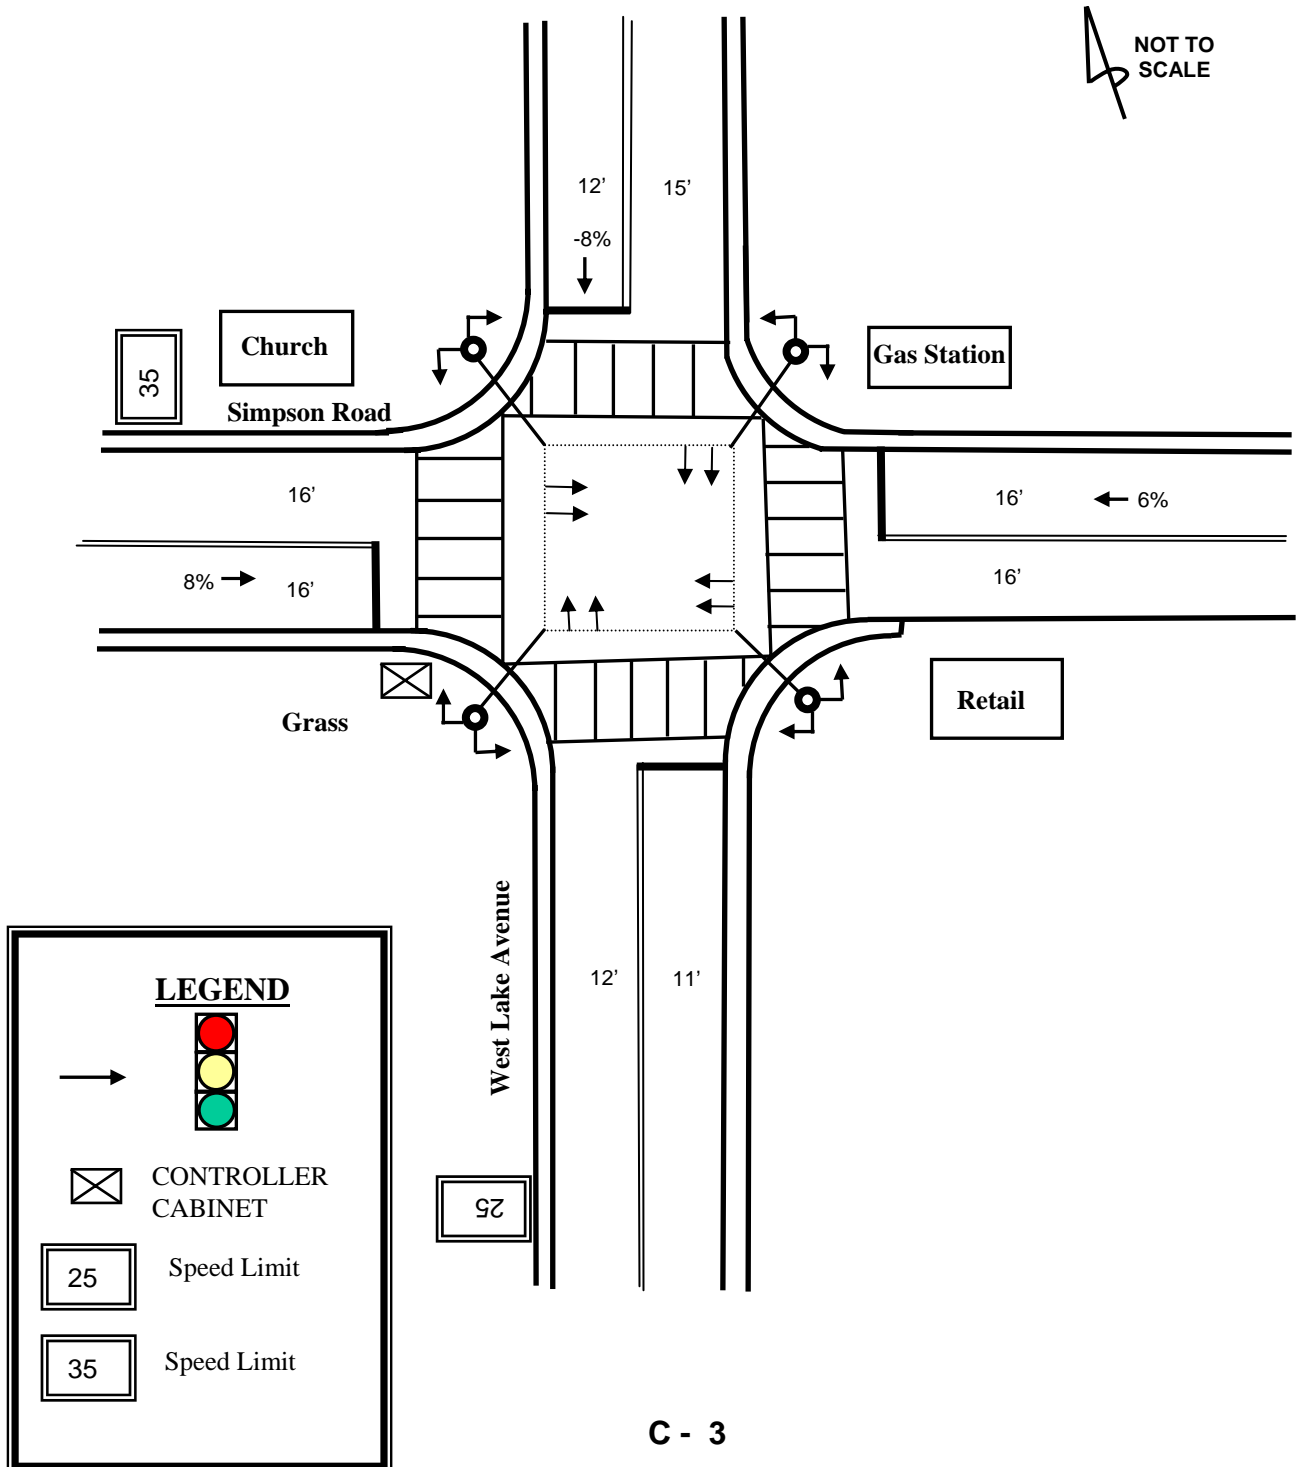 NOT TO
SCALE
12’
15’
-8%
Church
Gas Station
35
Simpson Road
16’
16’
6%
8%
16’
16’
Grass
Retail
West Lake Avenue
12’
11’
25
LEGEND
CONTROLLER
CABINET
25
Speed Limit
35
Speed Limit
C - 3